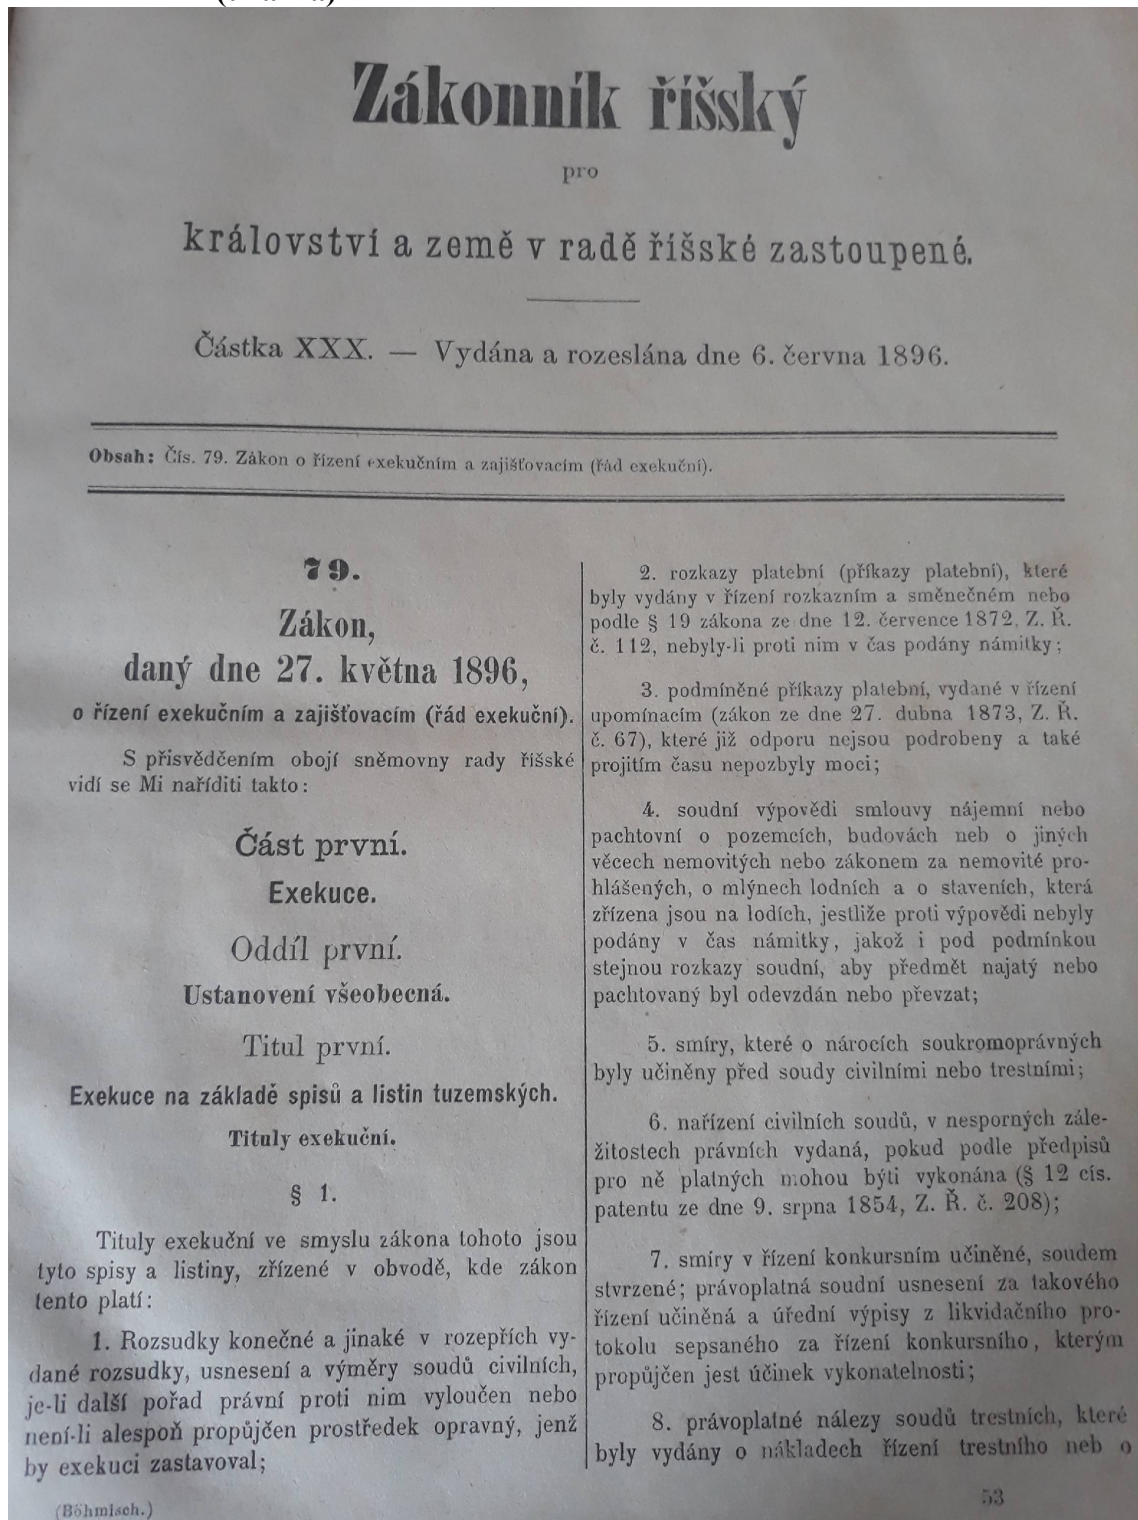 Zákonník říšský
pro
království a země v radě říšské zastoupené.
Částka XXX. — Vydána a rozeslána dne 6. června 1896.
Obsah: Čís. 79. Zákon o řízení exekučním a zajišťovacím (řád exekuční).
79.
Zákon,
daný dne 27. května 1896,
o řízení exekučním a zajišťovacím (řád exekuční).
S přisvědčením obojí sněmovny rady říšské
vidí se Mi naříditi takto:
Část první.
Exekuce.
Oddíl první.
Ustanovení všeobecná.
Titul první.
Exekuce na základě spisů a listin tuzemských.
Tituly exekuční.
§ 1.
Tituly exekuční ve smyslu zákona tohoto jsou
tyto spisy a listiny, zřízené v obvodě, kde zákon
tento platí:
1. Rozsudky konečné a jinaké v rozepřích vy-
dané rozsudky, usnesení a výměry soudů civilních,
je-li další pořad právní proti nim vyloučen nebo
není-li alespoň propůjčen prostředek opravný, jenž
by exekuci zastavoval;
(Böhmisch.)
2. rozkazy platební (příkazy platební), které
byly vydány v řízení rozkazním a směnečném nebo
podle § 19 zákona ze dne 12. července 1872, Z. Ř.
č. 112, nebyly-li proti nim v čas podány námitky;
3. podmíněné příkazy platební, vydané v řízení
upomínacím (zákon ze dne 27. dubna 1873, Z. Ř.
č. 67), které již odporu nejsou podrobeny a také
projitím času nepozbyly moci;
4. soudní výpovědi smlouvy nájemní nebo
pachtovní o pozemcích, budovách neb o jiných
věcech nemovitých nebo zákonem za nemovité pro-
hlášených, o mlýnech lodních a o staveních, která
zřízena jsou na lodích, jestliže proti výpovědi nebyly
podány v čas námitky, jakož i pod podmínkou
stejnou rozkazy soudní, aby předmět najatý nebo
pachtovaný byl odevzdán nebo převzat;
5. smíry, které o nárocích soukromoprávných
byly učiněny před soudy civilními nebo trestními;
6. nařízení civilních soudů, v nesporných zále-
žitostech právních vydaná, pokud podle předpisů
pro ně platných mohou býti vykonána (§ 12 cís.
patentu ze dne 9. srpna 1854, Z. Ř. č. 208);
7. smíry v řízení konkursním učiněné, soudem
stvrzené; právoplatná soudní usnesení za takového
řízení učiněná a úřední výpisy z likvidačního pro-
tokolu sepsaného za řízení konkursního, kterým
propůjčen jest účinek vykonatelnosti;
8. právoplatné nálezy soudů trestních, které
byly vydány o nákladech řízení trestního neb o
53